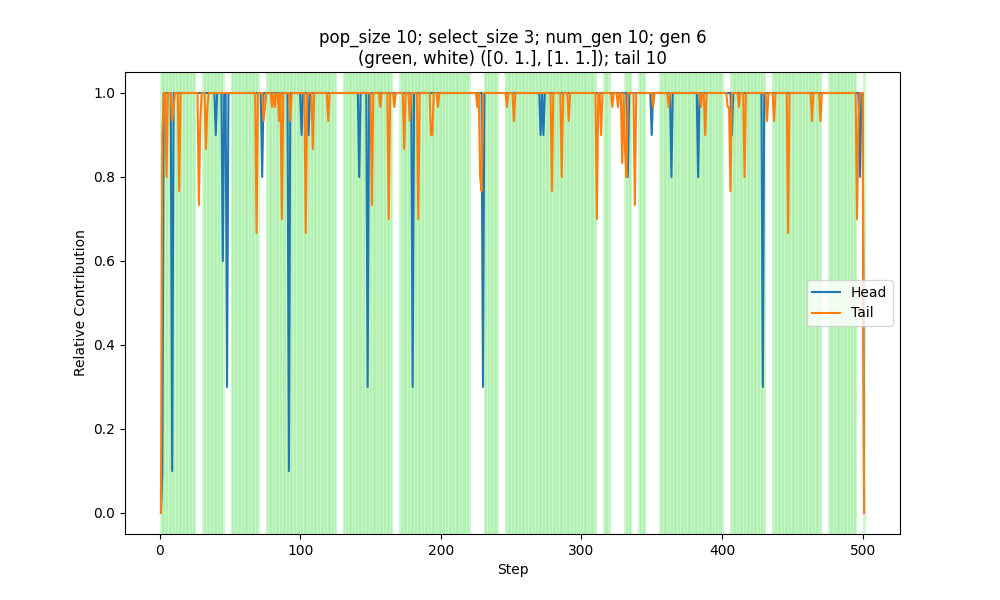 pop_size 10; select_size 3; num_gen 10; gen 6
(green, white) ([0. 1.], [1. 1.]); tail 10
Relative Contribution
1.0
0.8
0.6
0.4
0.2
0.0
Head
Tail
0 100 200 300 400 500
Step